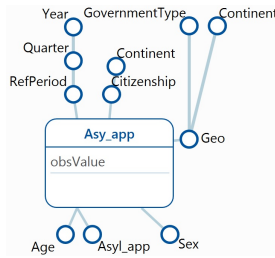 Year
GovernmentType
Continent
Quarter
Continent
RefPeriod
Citizenship
Asy_app
Geo
obsValue
Age
Asyl_app
Sex